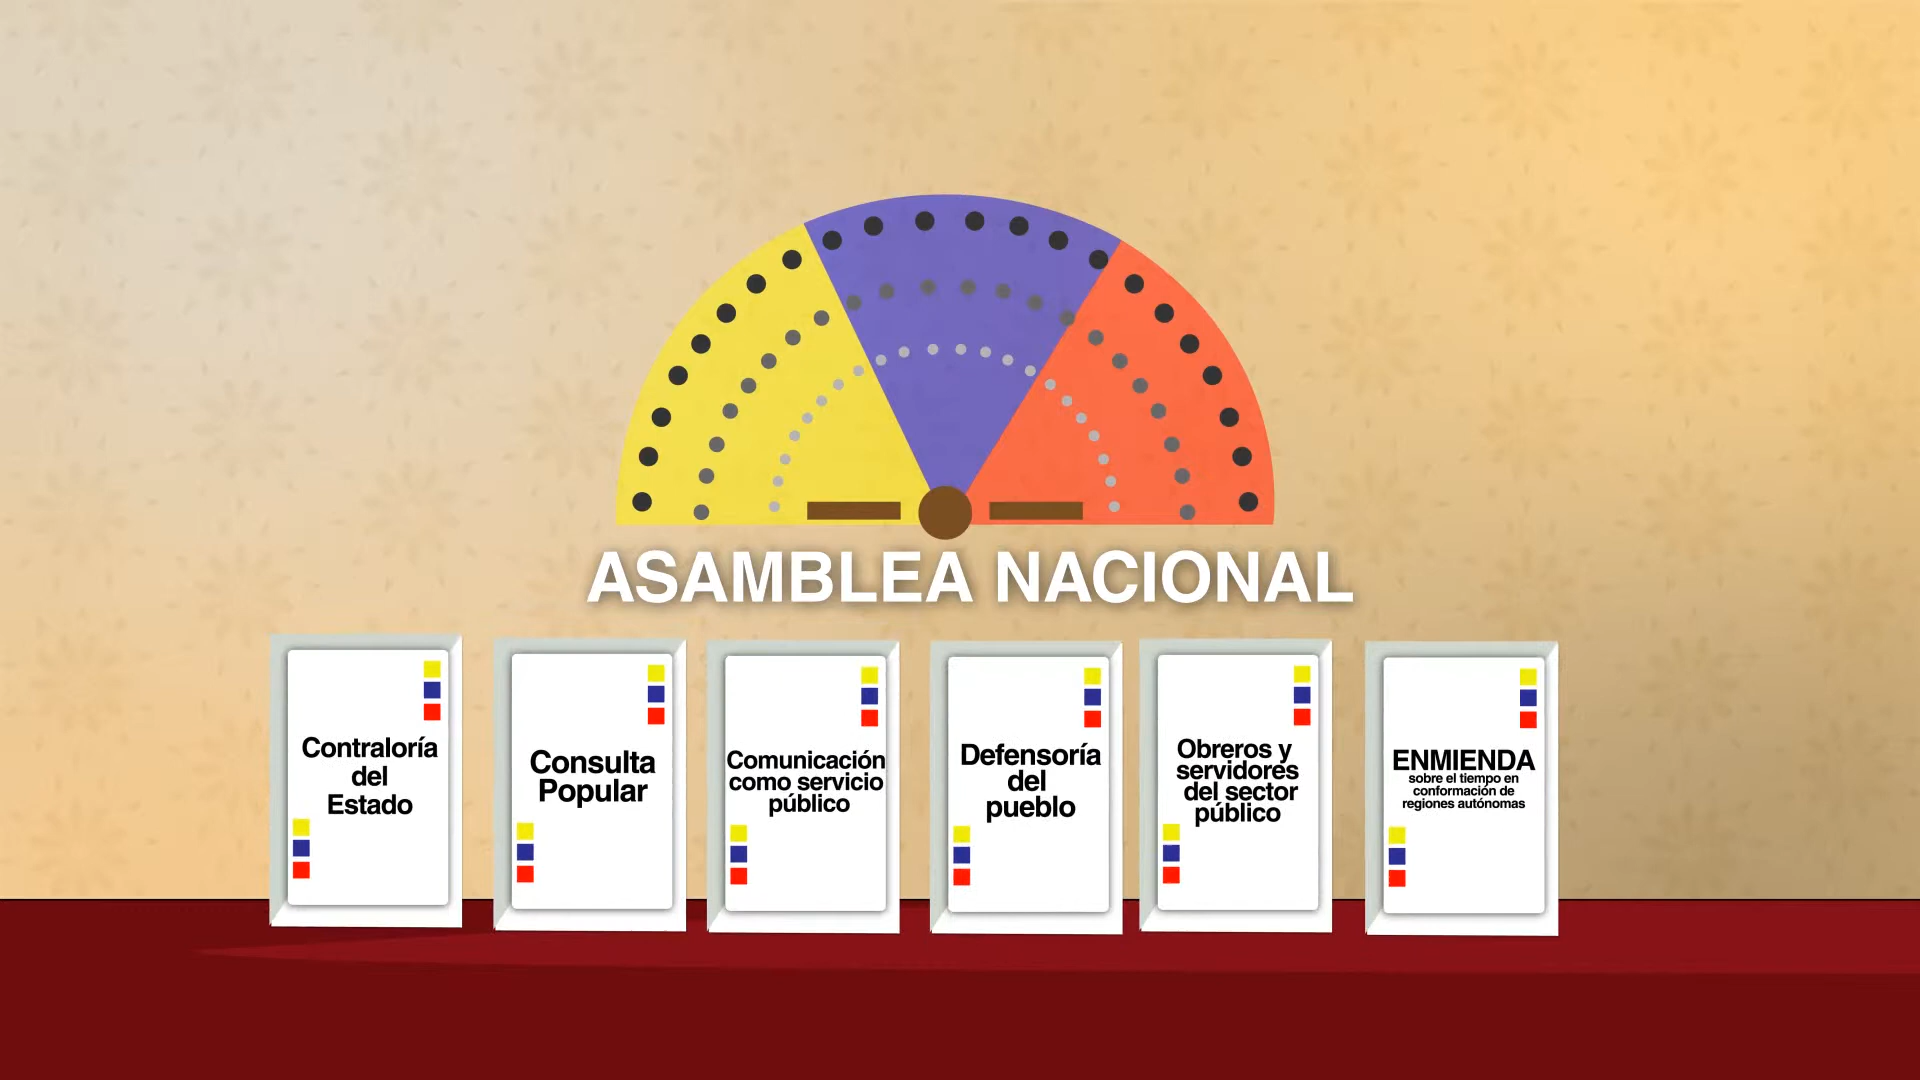 ASAMBLEA NACIONAL
Contraloría
del
Estado
Consulta
Popular
Comunicación
como servicio
público
Defensoría
del
pueblo
Obreros y
servidores
del sector
público
ENMIENDA
sobre el tiempo en
conformación de
regiones autónomas